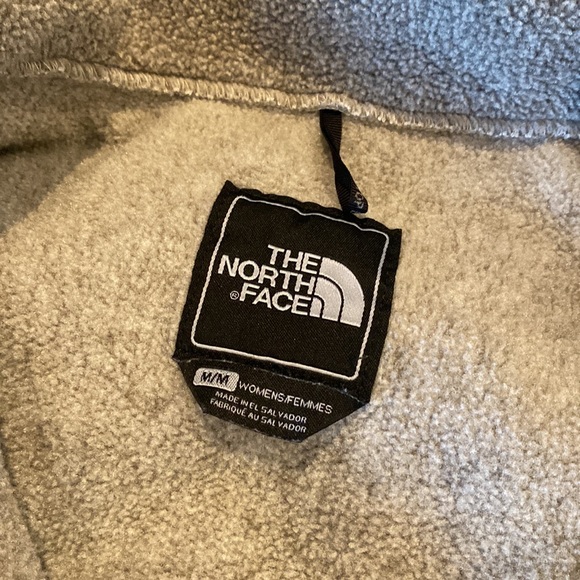 THE
NORTH
®FACE
M/M WOMENS/FEMMES
MADE IN EL SALVADOR
FABRIQUÉ AU SALVADOR